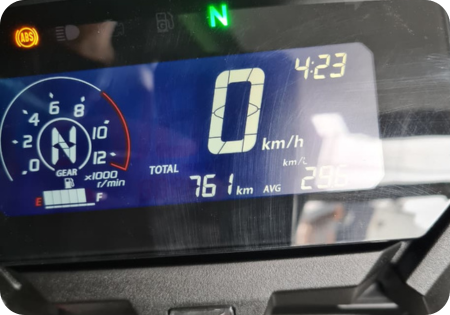 ABS
N
4:23
0 km/h
4 6 8
2 10
0 12
N
GEAR
x1000
r/min
km/L
TOTAL
761 km AVG
E F